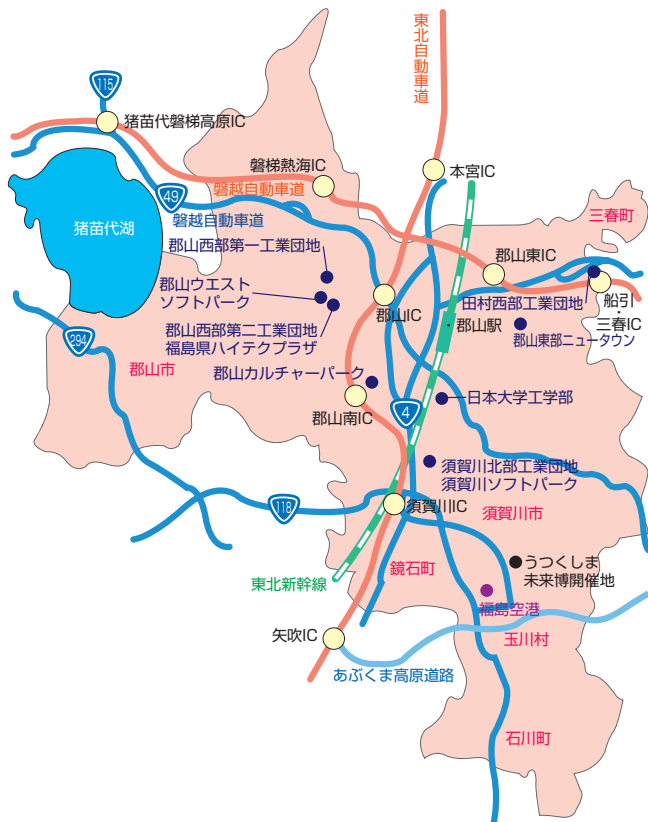 東北自動車道
115
猪苗代磐梯高原IC
磐梯熱海IC
本宮IC
49
磐越自動車道
磐越自動車道
三春町
猪苗代湖
郡山西部第一工業団地
郡山東IC
郡山ウエスト
ソフトパーク
郡山IC
田村西部工業団地
船引・
三春IC
郡山西部第二工業団地
福島県ハイテクプラザ
郡山駅
郡山東部ニュータウン
294
郡山市
郡山カルチャーパーク
日本大学工学部
郡山南IC
4
須賀川北部工業団地
須賀川ソフトパーク
118
須賀川IC
須賀川市
鏡石町
うつくしま
未来博開催地
東北新幹線
福島空港
矢吹IC
玉川村
あぶくま高原道路
石川町